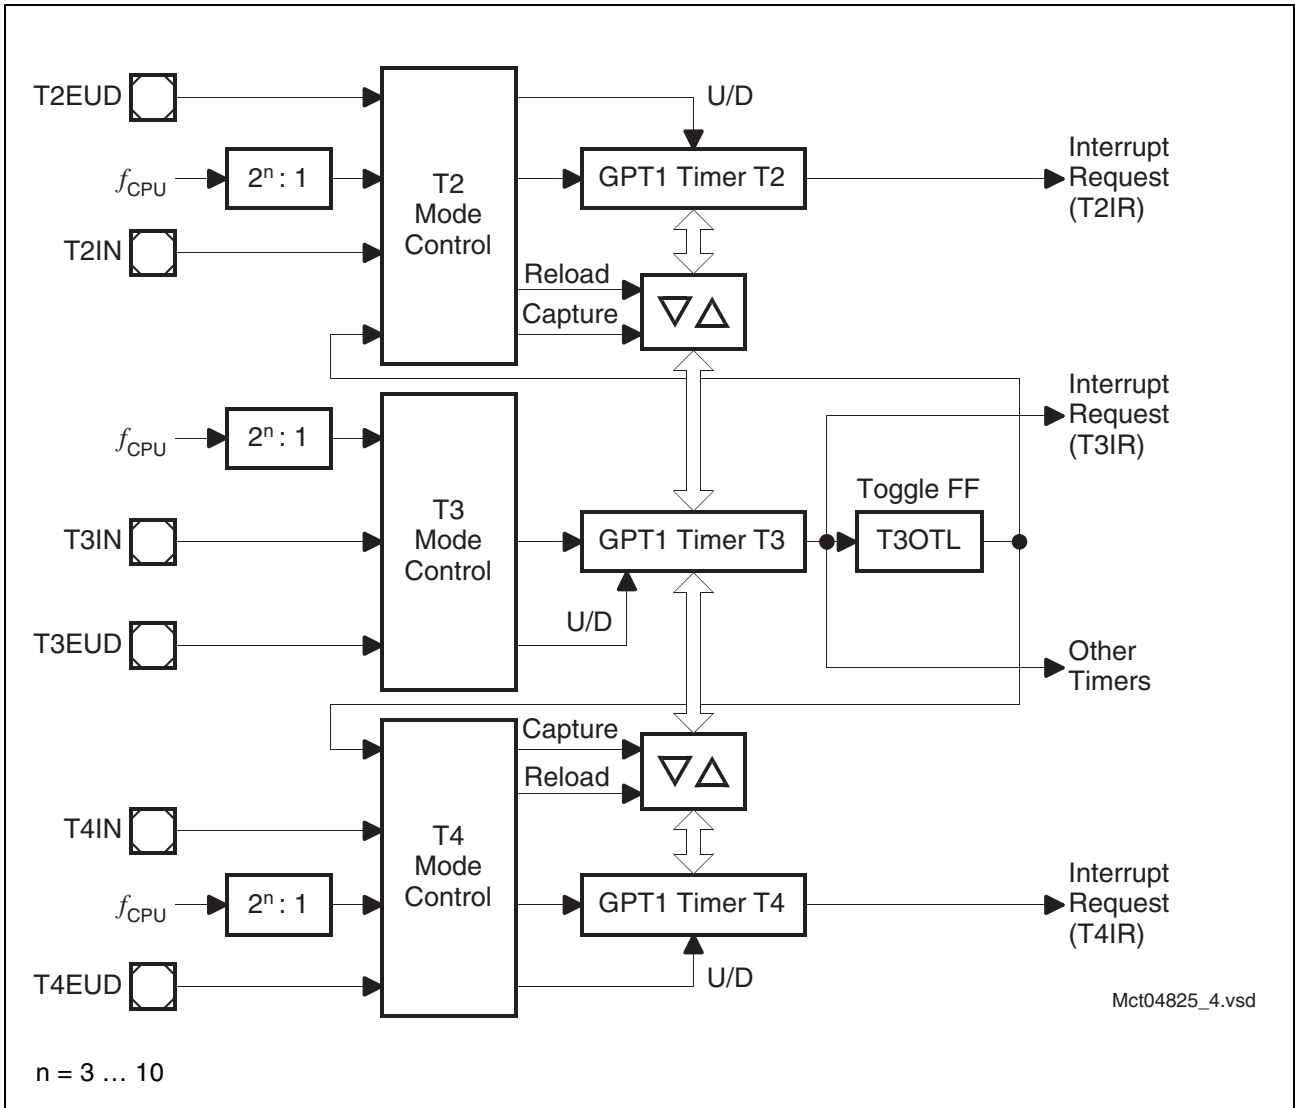 T2EUD
U/D
fCPU
2ⁿ : 1
T2
Mode
Control
GPT1 Timer T2
Interrupt
Request
(T2IR)
T2IN
Reload
Capture
fCPU
2ⁿ : 1
Interrupt
Request
(T3IR)
T3IN
T3
Mode
Control
GPT1 Timer T3
Toggle FF
T3OTL
T3EUD
U/D
Other
Timers
Capture
Reload
T4IN
T4
Mode
Control
fCPU
2ⁿ : 1
GPT1 Timer T4
Interrupt
Request
(T4IR)
T4EUD
U/D
Mct04825_4.vsd
n = 3 … 10